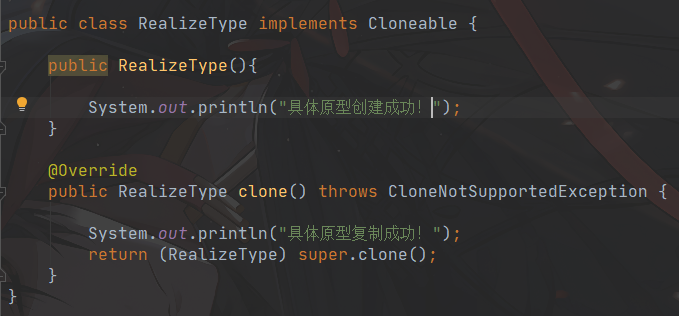 public class RealizeType implements Cloneable {
public RealizeType(){
System.out.println("具体原型创建成功！");
}
@Override
public RealizeType clone() throws CloneNotSupportedException {
System.out.println("具体原型复制成功！");
return (RealizeType) super.clone();
}
}